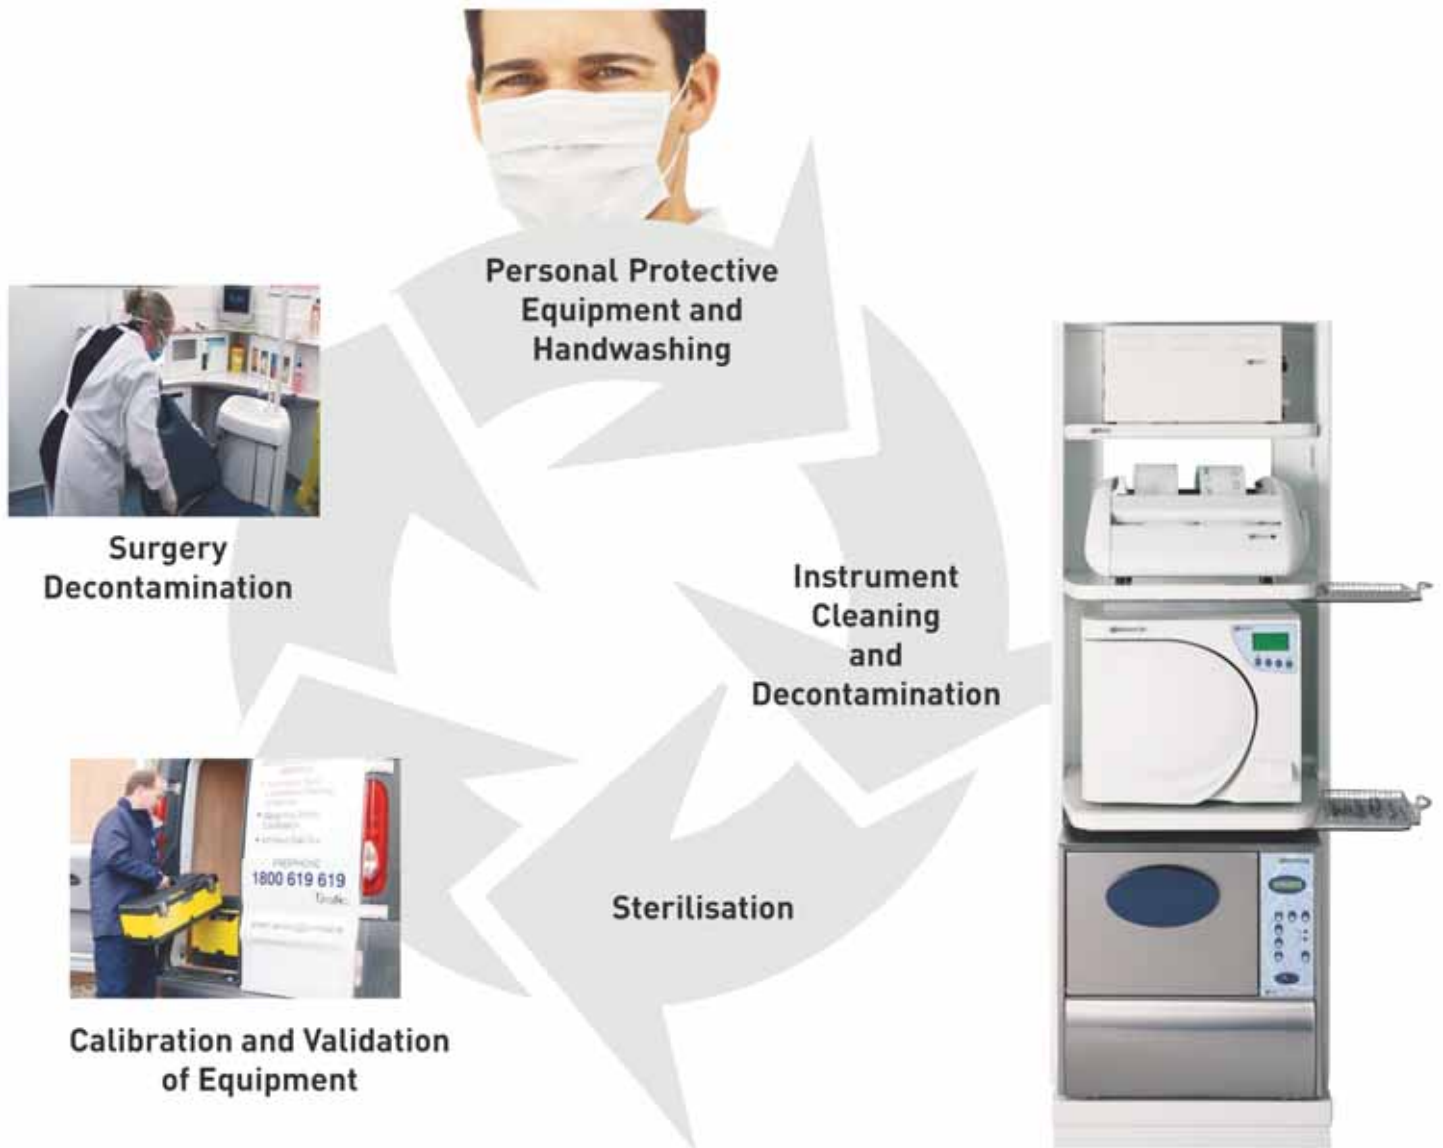 Personal Protective
Equipment and
Handwashing
Surgery
Decontamination
Instrument
Cleaning
and
Decontamination
Sterilisation
1800 619 619
Calibration and Validation
of Equipment